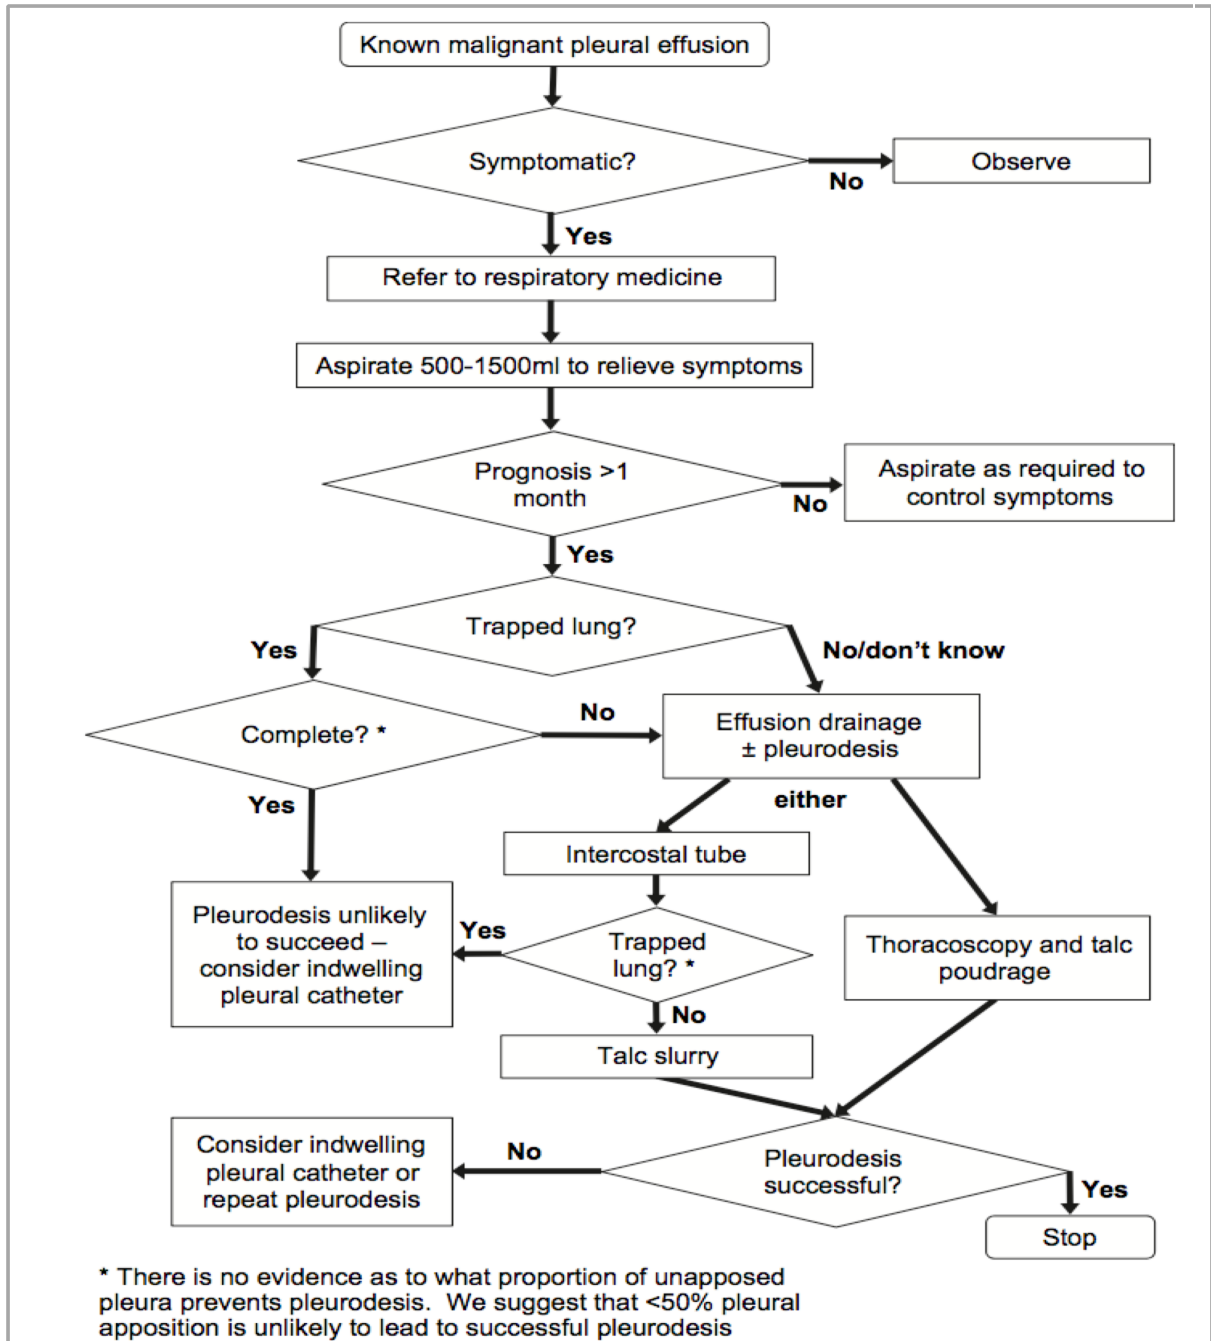 Known malignant pleural effusion
Symptomatic?
No
Observe
Yes
Refer to respiratory medicine
Aspirate 500-1500ml to relieve symptoms
Prognosis >1
month
No
Aspirate as required to
control symptoms
Yes
Trapped lung?
Yes
No/don't know
Complete? *
No
Effusion drainage
± pleurodesis
Yes
either
Intercostal tube
Pleurodesis unlikely
to succeed –
consider indwelling
pleural catheter
Yes
Trapped
lung? *
Thoracoscopy and talc
poudrage
No
Talc slurry
Consider indwelling
pleural catheter or
repeat pleurodesis
No
Pleurodesis
successful?
Yes
Stop
* There is no evidence as to what proportion of unapposed
pleura prevents pleurodesis. We suggest that <50% pleural
apposition is unlikely to lead to successful pleurodesis